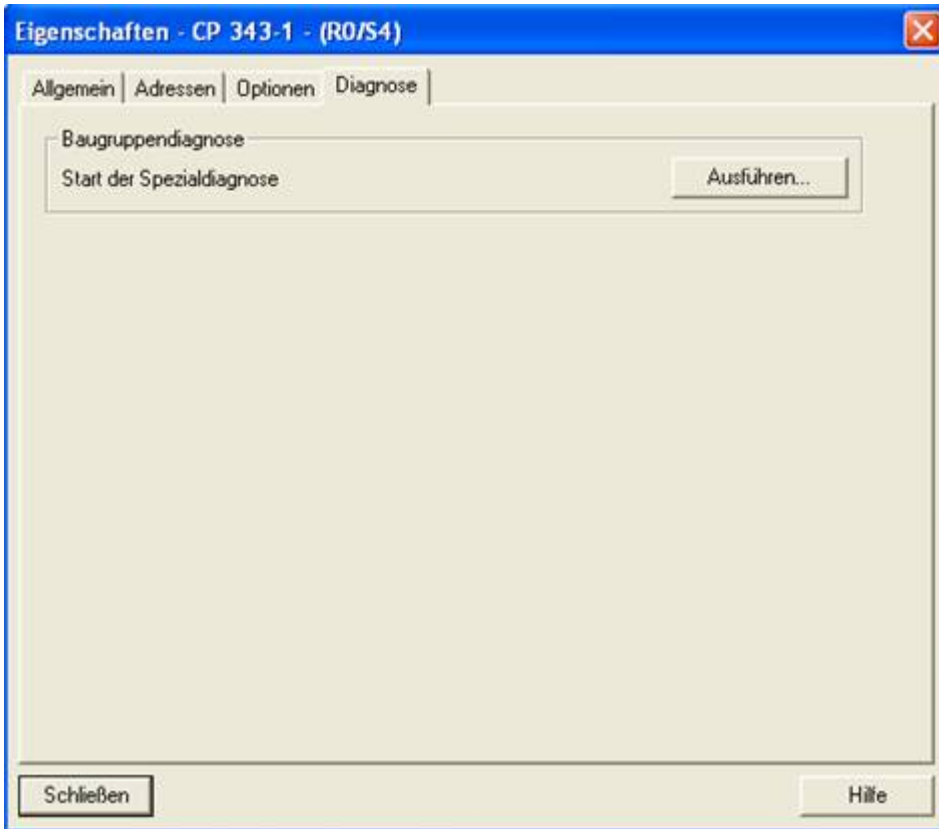 Eigenschaften - CP 343-1 - (R0/S4)
Allgemein Adressen Optionen Diagnose
Baugruppendiagnose
Start der Spezialdiagnose Ausführen...
Schließen Hilfe